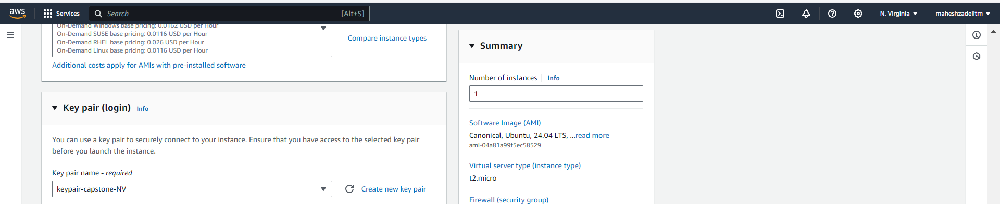 aws
Services
Search [Alt+S]
N. Virginia
maheshzadeiitm
On-Demand Windows base pricing: 0.0162 USD per Hour
On-Demand SUSE base pricing: 0.0116 USD per Hour
On-Demand RHEL base pricing: 0.026 USD per Hour
On-Demand Linux base pricing: 0.0116 USD per Hour
Compare instance types
Additional costs apply for AMIs with pre-installed software
Key pair (login) Info
You can use a key pair to securely connect to your instance. Ensure that you have access to the selected key pair
before you launch the instance.
Key pair name - required
keypair-capstone-NV
Create new key pair
Summary
Number of instances Info
1
Software Image (AMI)
Canonical, Ubuntu, 24.04 LTS, ...read more
ami-04a81a99f5ec58529
Virtual server type (instance type)
t2.micro
Firewall (security group)